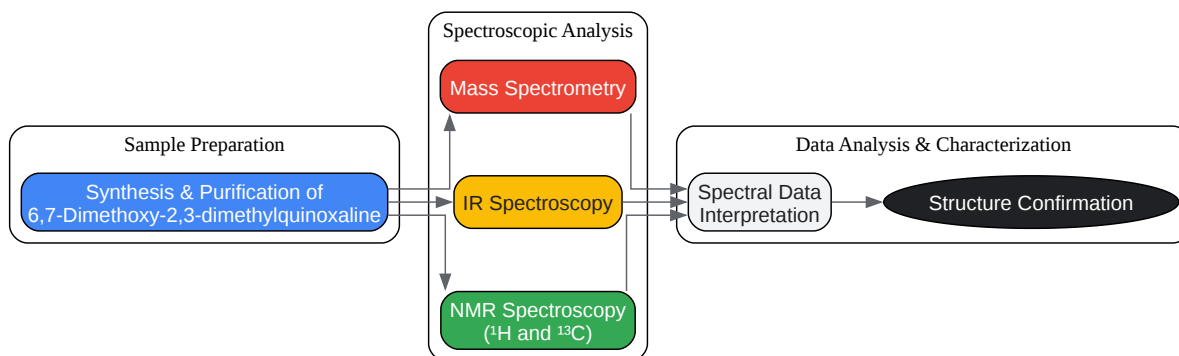 Sample Preparation
Synthesis & Purification of
6,7-Dimethoxy-2,3-dimethylquinoxaline
Spectroscopic Analysis
Mass Spectrometry
IR Spectroscopy
NMR Spectroscopy
(¹H and ¹³C)
Data Analysis & Characterization
Spectral Data
Interpretation
Structure Confirmation